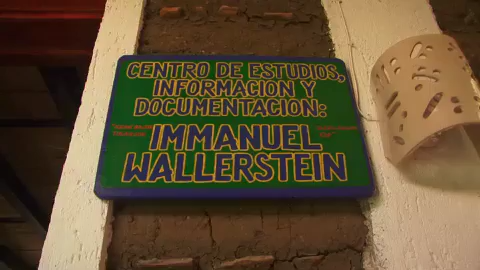 CENTRO DE ESTUDIOS,
INFORMACION Y
DOCUMENTACION:
IMMANUEL
WALLERSTEIN